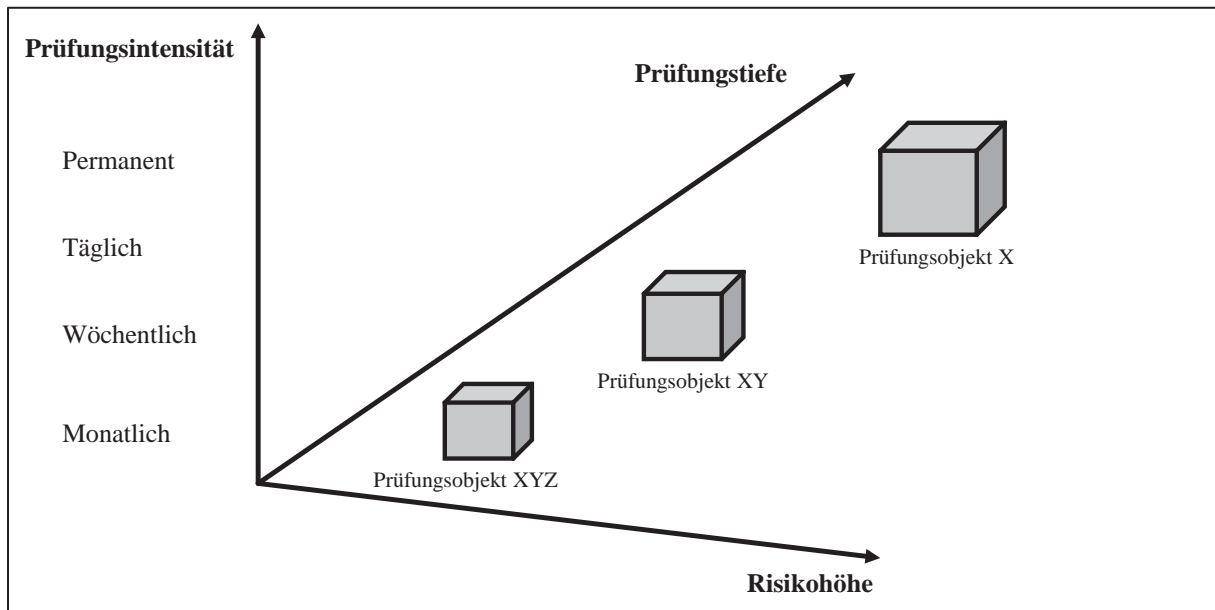 Prüfungsintensität
Prüfungstiefe
Permanent
Täglich
Prüfungsobjekt X
Wöchentlich
Prüfungsobjekt XY
Monatlich
Prüfungsobjekt XYZ
Risikohöhe